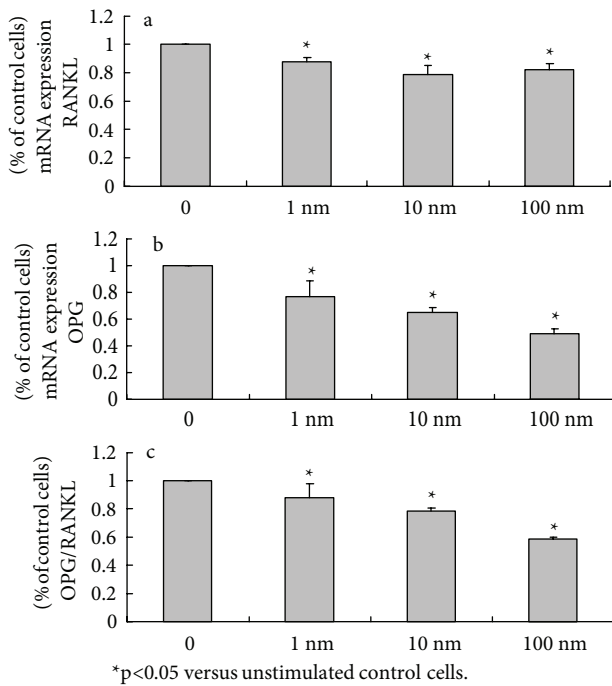 a
(% of control cells)
mRNA expression
RANKL
1.2
1
0.8
0.6
0.4
0.2
0
*
*
*
0 1 nm 10 nm 100 nm
b
(% of control cells)
mRNA expression
OPG
1.2
1
0.8
0.6
0.4
0.2
0
*
*
*
0 1 nm 10 nm 100 nm
c
(%of control cells)
OPG/RANKL
1.2
1
0.8
0.6
0.4
0.2
0
*
*
*
0 1 nm 10 nm 100 nm
*p<0.05 versus unstimulated control cells.